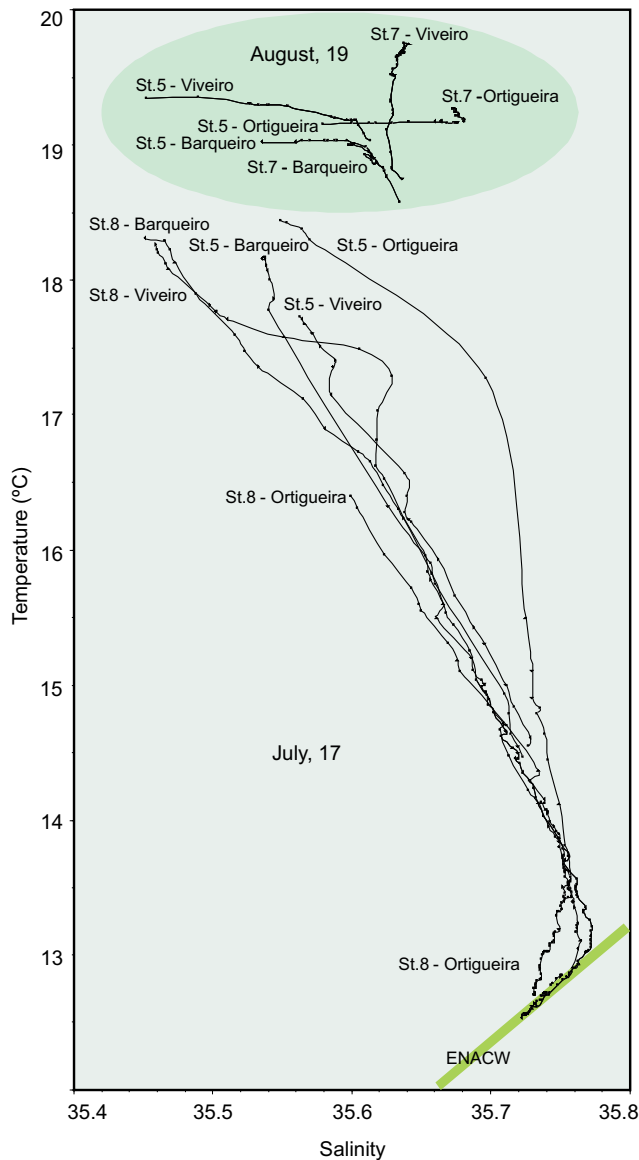 20
St.7 - Viveiro
August, 19
St.5 - Viveiro
St.7 -Ortigueira
St.5 - Ortigueira
19
St.5 - Barqueiro
St.7 - Barqueiro
St.8 - Barqueiro
St.5 - Barqueiro
St.5 - Ortigueira
18
St.8 - Viveiro
St.5 - Viveiro
17
St.8 - Ortigueira
Temperature (ºC)
16
15
July, 17
14
13
St.8 - Ortigueira
ENACW
35.4
35.5
35.6
35.7
35.8
Salinity